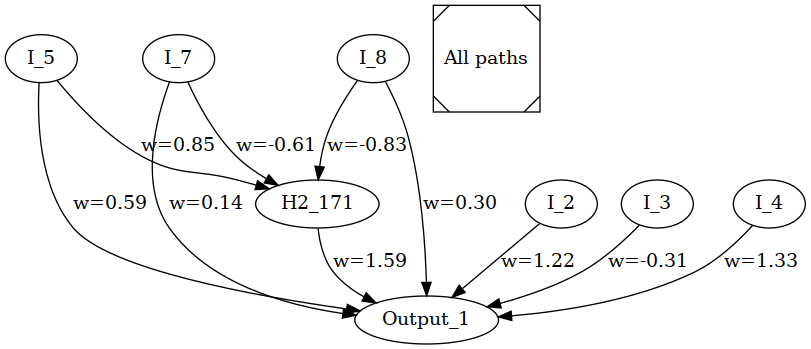 I_5
I_7
I_8
All paths
w=0.85
w=-0.61
w=-0.83
w=0.59
w=0.14
H2_171
w=0.30
I_2
I_3
I_4
w=1.59
w=1.22
w=-0.31
w=1.33
Output_1